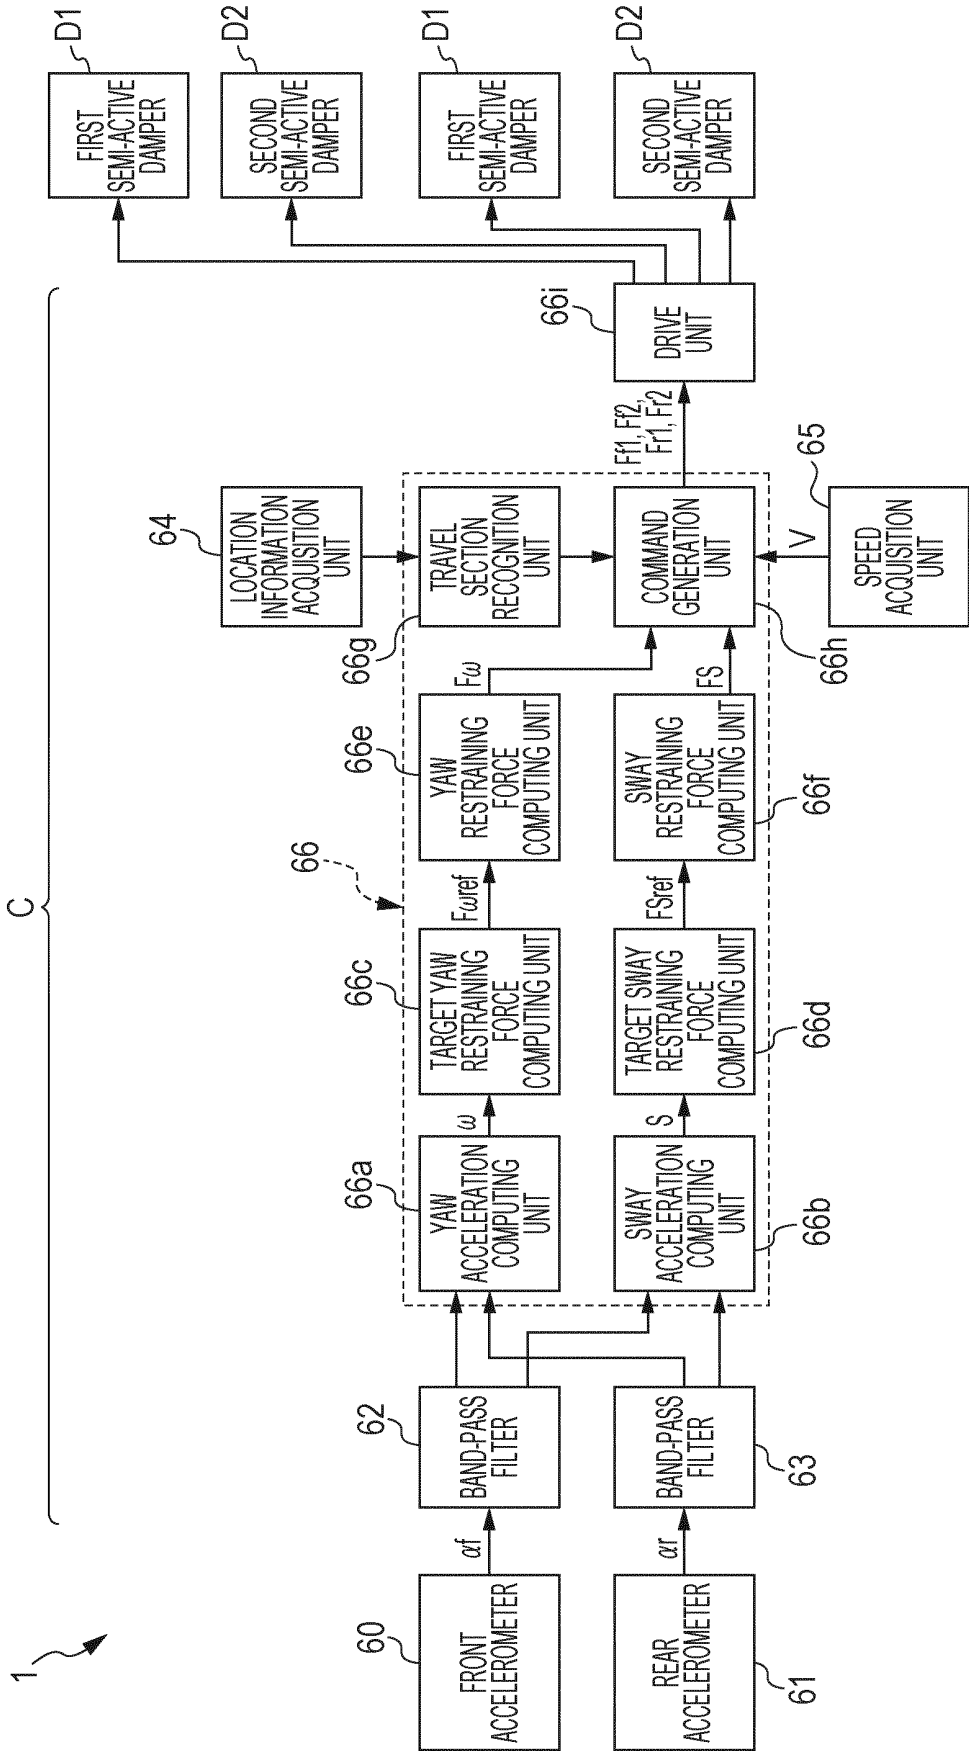 1
C
60
FRONT
ACCELEROMETER
αf
62
BAND-PASS
FILTER
61
REAR
ACCELEROMETER
αr
63
BAND-PASS
FILTER
66
66a
YAW
ACCELERATION
COMPUTING
UNIT
ω
66c
TARGET YAW
RESTRAINING
FORCE
COMPUTING UNIT
Fωref
66e
YAW
RESTRAINING
FORCE
COMPUTING UNIT
Fω
66b
SWAY
ACCELERATION
COMPUTING
UNIT
S
66d
TARGET SWAY
RESTRAINING
FORCE
COMPUTING UNIT
FSref
66f
SWAY
RESTRAINING
FORCE
COMPUTING UNIT
FS
64
LOCATION
INFORMATION
ACQUISITION
UNIT
66g
TRAVEL
SECTION
RECOGNITION
UNIT
66h
COMMAND
GENERATION
UNIT
65
SPEED
ACQUISITION
UNIT
V
Ff1, Ff2,
Fr1, Fr2
66i
DRIVE
UNIT
D1
FIRST
SEMI-ACTIVE
DAMPER
D2
SECOND
SEMI-ACTIVE
DAMPER
D1
FIRST
SEMI-ACTIVE
DAMPER
D2
SECOND
SEMI-ACTIVE
DAMPER